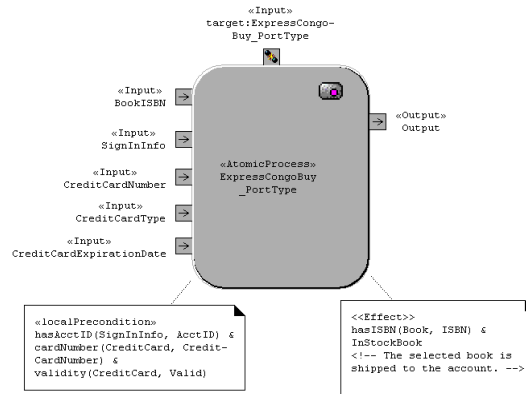 «Input»
target:ExpressCongo-
Buy_PortType
«Input»
BookISBN
«Input»
SignInInfo
«Input»
CreditCardNumber
«Input»
CreditCardType
«Input»
CreditCardExpirationDate
«AtomicProcess»
ExpressCongoBuy
_PortType
«Output»
Output
«localPrecondition»
hasAcctID(SignInInfo, AcctID) &
cardNumber(CreditCard, Credit-
CardNumber) &
validity(CreditCard, Valid)
<<Effect>>
hasISBN(Book, ISBN) &
InStockBook
<!-- The selected book is
shipped to the account. -->